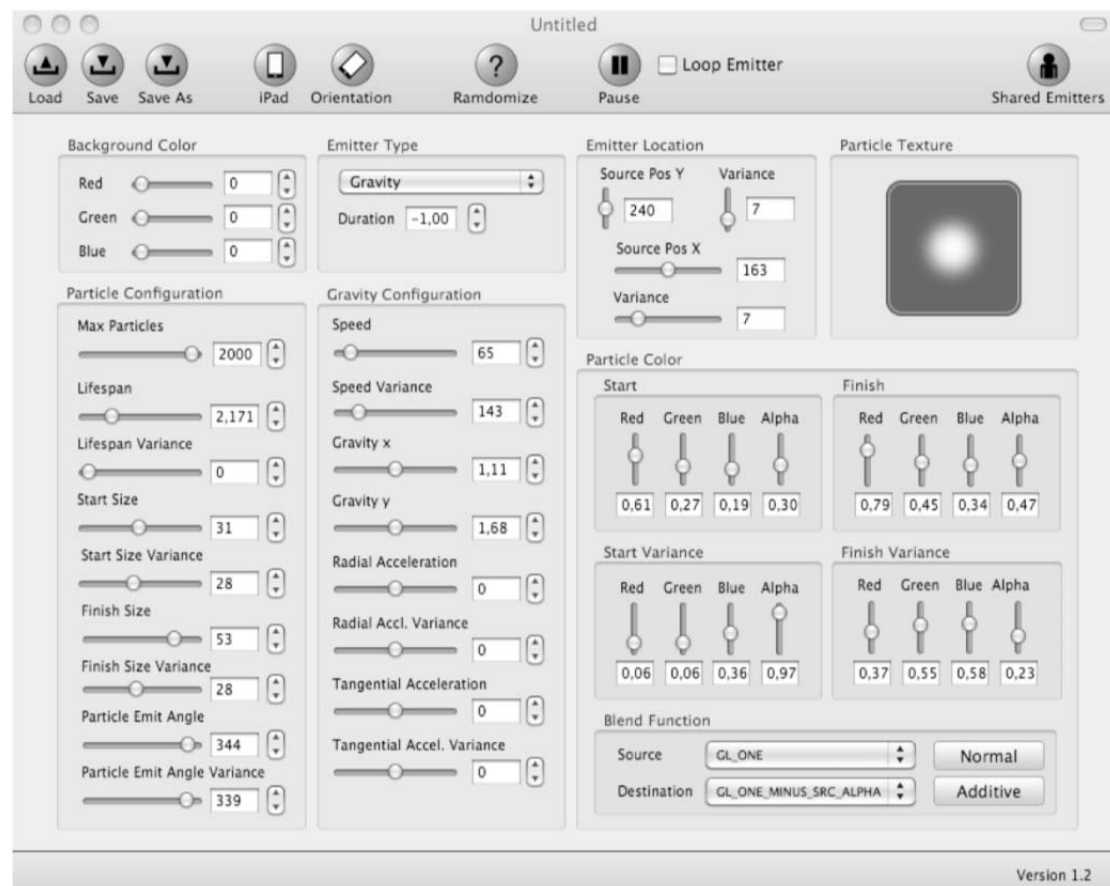 Untitled
Load Save Save As iPad Orientation Ramdomize Pause Loop Emitter Shared Emitters
Background Color
Red 0
Green 0
Blue 0
Emitter Type
Gravity
Duration -1,00
Emitter Location
Source Pos Y Variance
240 7
Source Pos X
163
Variance
7
Particle Texture
Particle Configuration
Max Particles
2000
Lifespan
2,171
Lifespan Variance
0
Start Size
31
Start Size Variance
28
Finish Size
53
Finish Size Variance
28
Particle Emit Angle
344
Particle Emit Angle Variance
339
Gravity Configuration
Speed
65
Speed Variance
143
Gravity x
1,11
Gravity y
1,68
Radial Acceleration
0
Radial Accl. Variance
0
Tangential Acceleration
0
Tangential Accel. Variance
0
Particle Color
Start
Red Green Blue Alpha
0,61 0,27 0,19 0,30
Finish
Red Green Blue Alpha
0,79 0,45 0,34 0,47
Start Variance
Red Green Blue Alpha
0,06 0,06 0,36 0,97
Finish Variance
Red Green Blue Alpha
0,37 0,55 0,58 0,23
Blend Function
Source GL_ONE Normal
Destination GL_ONE_MINUS_SRC_ALPHA Additive
Version 1.2